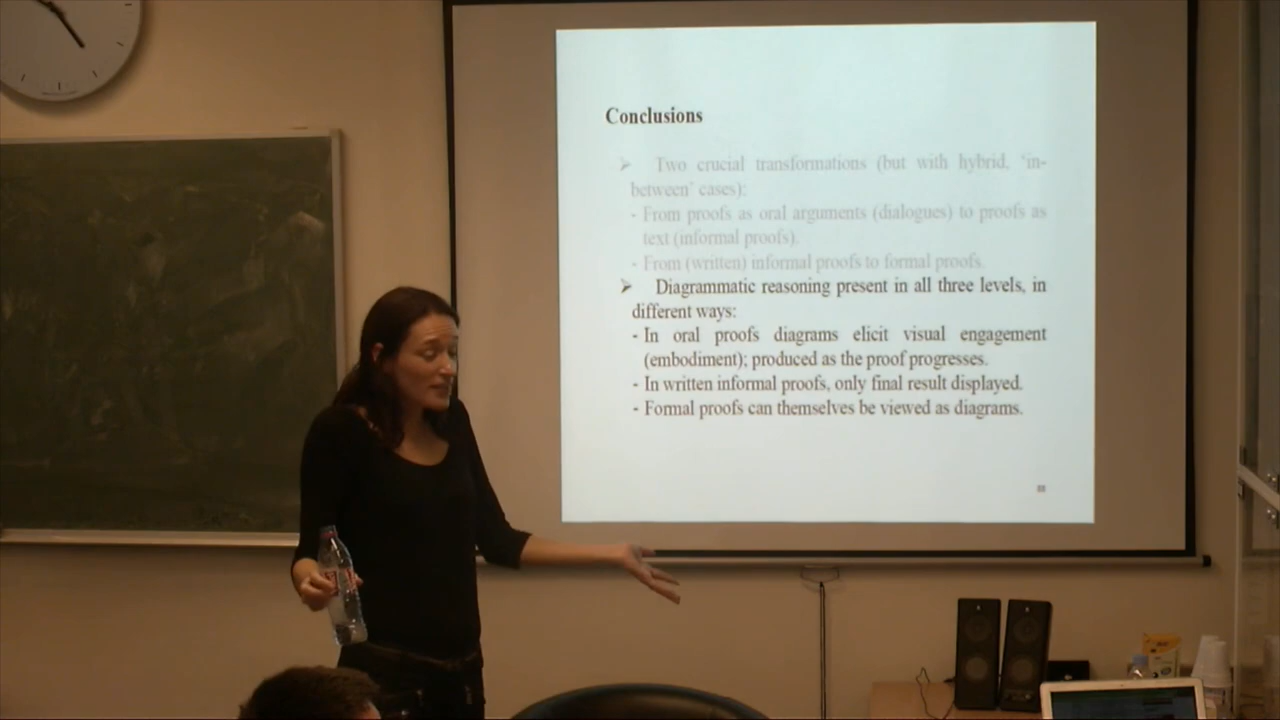 Conclusions
➢ Two crucial transformations (but with hybrid, 'in-
between' cases):
- From proofs as oral arguments (dialogues) to proofs as
text (informal proofs).
- From (written) informal proofs to formal proofs.
➢ Diagrammatic reasoning present in all three levels, in
different ways:
- In oral proofs diagrams elicit visual engagement
(embodiment); produced as the proof progresses.
- In written informal proofs, only final result displayed.
- Formal proofs can themselves be viewed as diagrams.